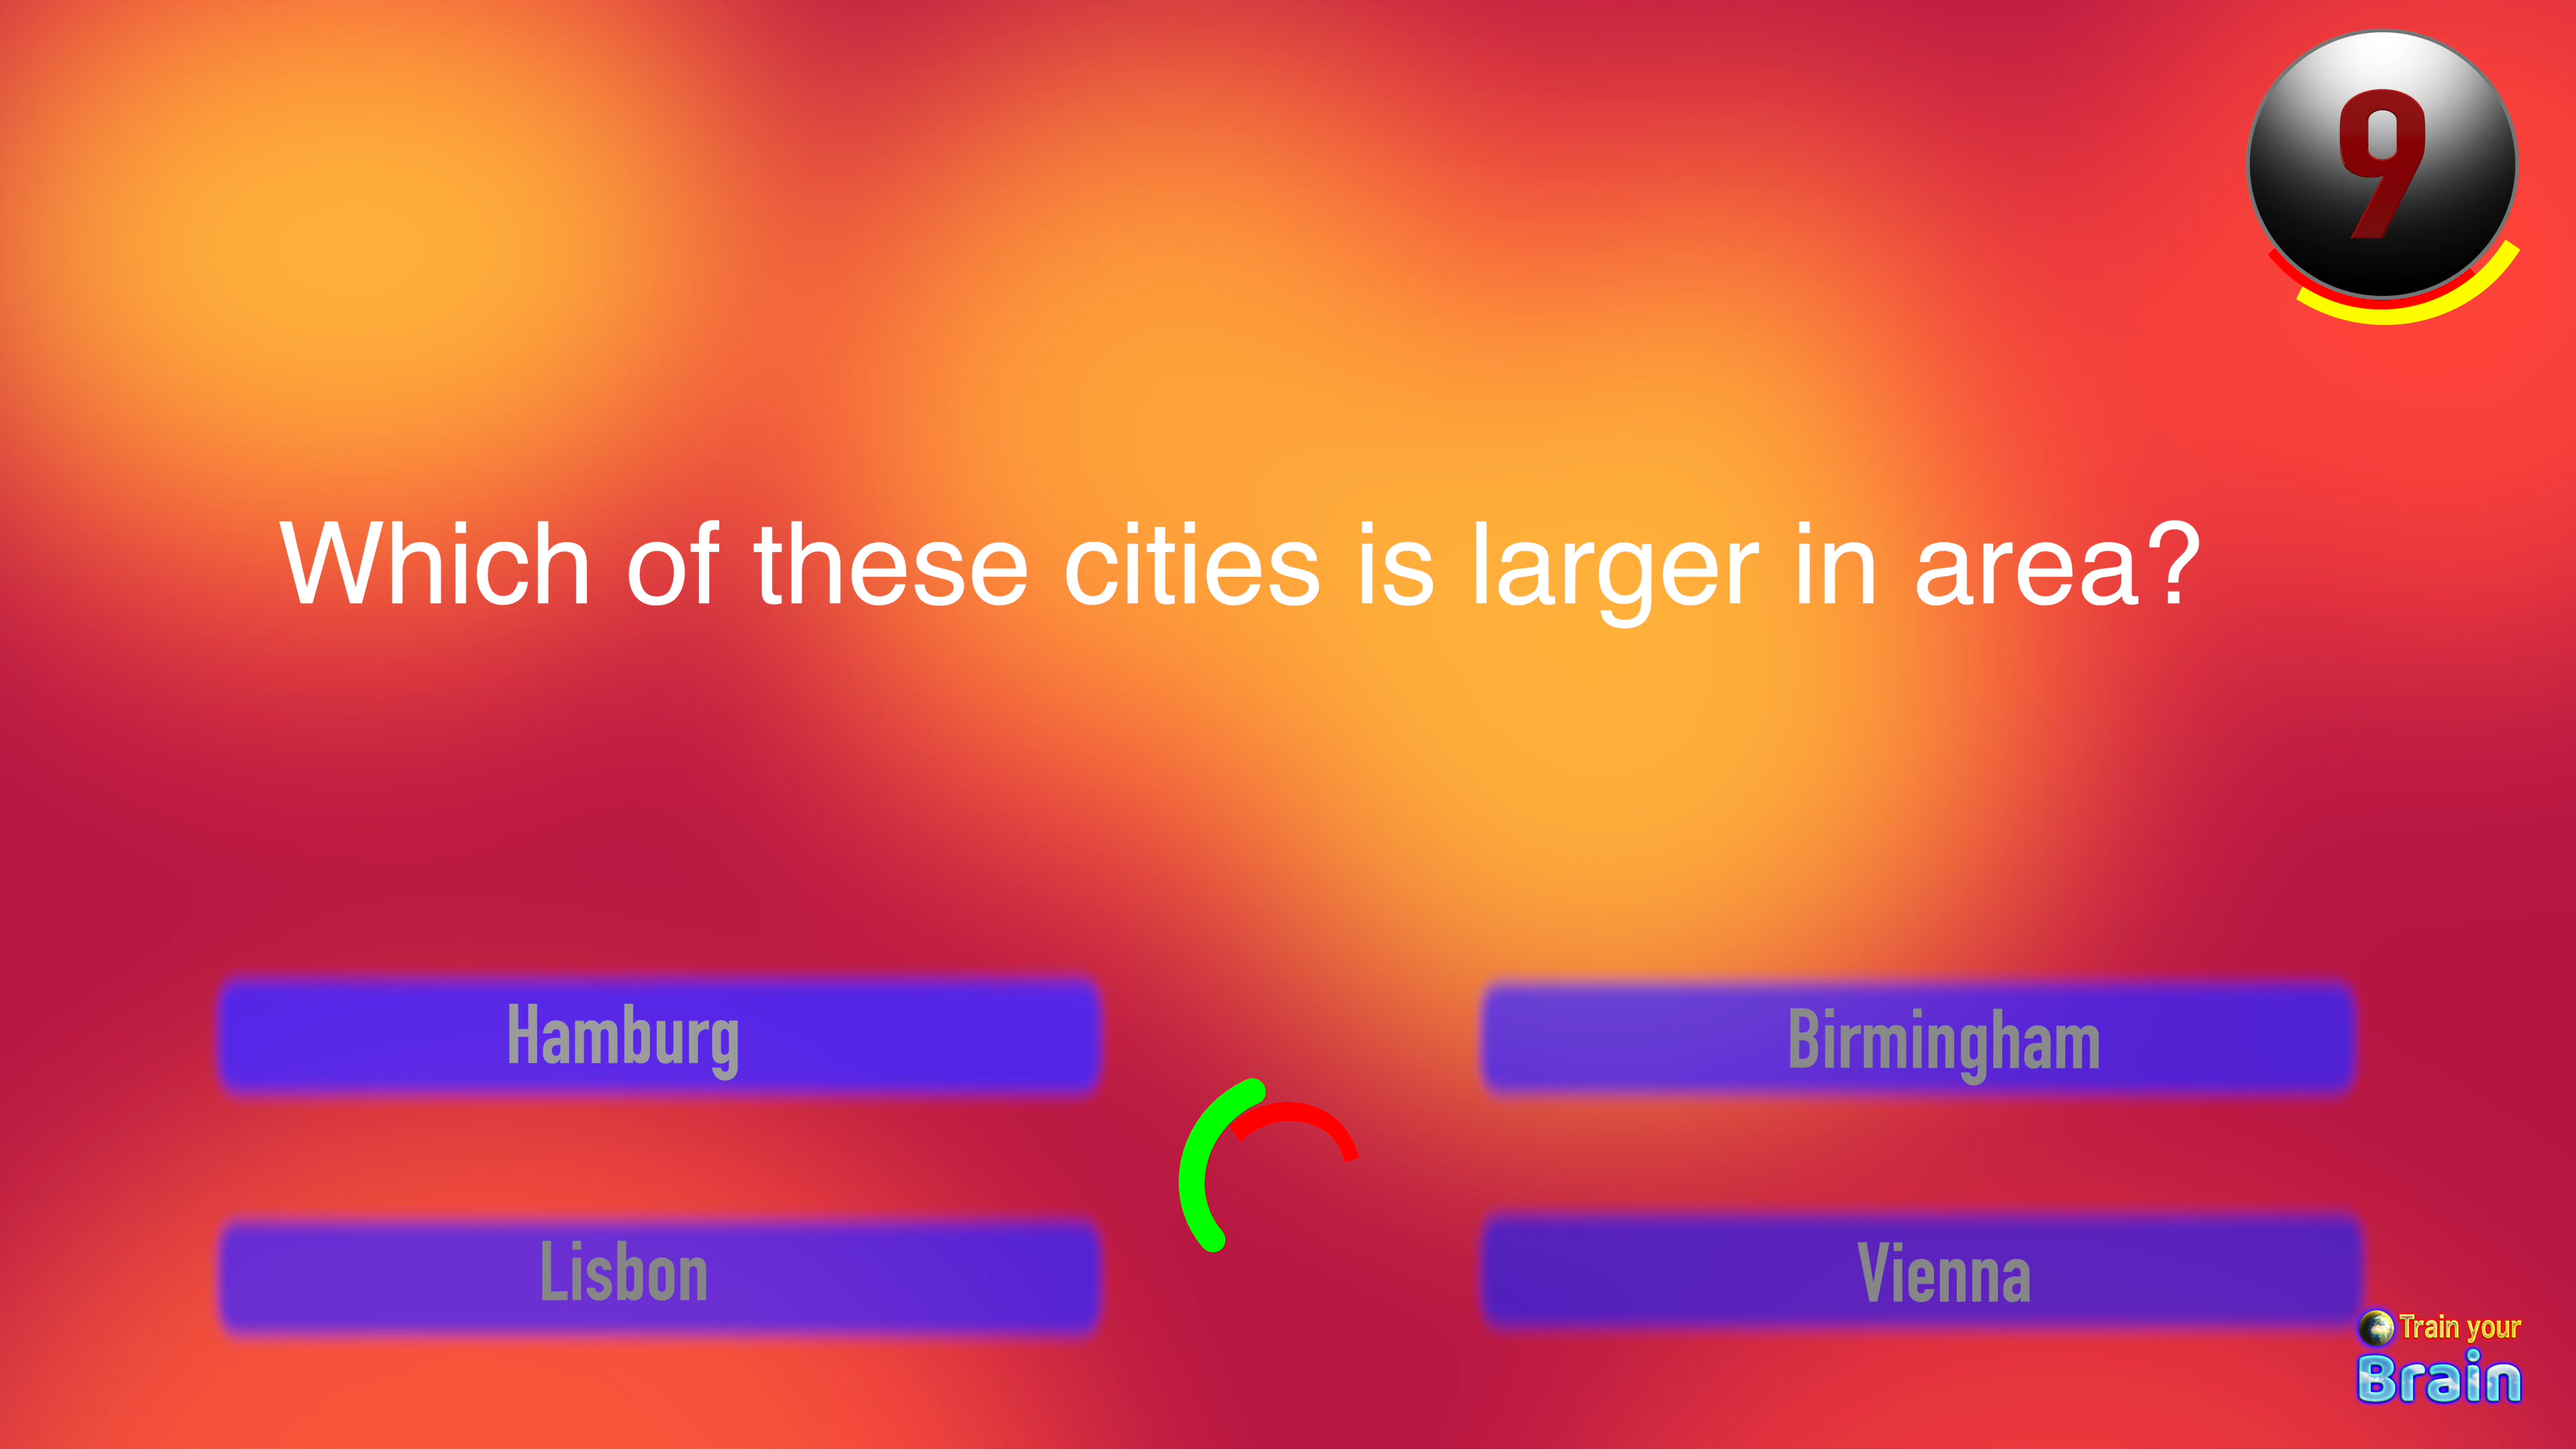 9
Which of these cities is larger in area?
Hamburg
Birmingham
Lisbon
Vienna
Train your
Brain